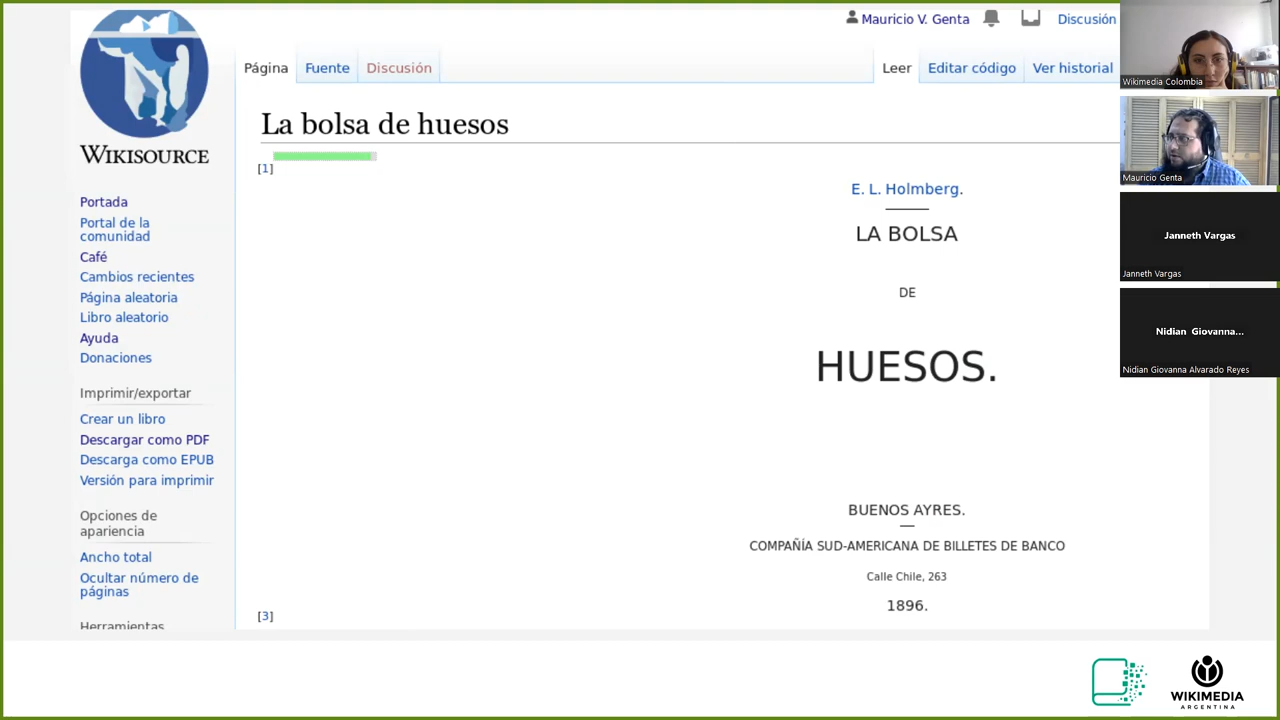 Mauricio V. Genta
Discusión
Página
Fuente
Discusión
Leer
Editar código
Ver historial
WIKISOURCE
La bolsa de huesos
[1]
E. L. Holmberg.
LA BOLSA
DE
HUESOS.
BUENOS AYRES.
COMPAÑÍA SUD-AMERICANA DE BILLETES DE BANCO
Calle Chile, 263
1896.
[3]
Portada
Portal de la
comunidad
Café
Cambios recientes
Página aleatoria
Libro aleatorio
Ayuda
Donaciones
Imprimir/exportar
Crear un libro
Descargar como PDF
Descarga como EPUB
Versión para imprimir
Opciones de
apariencia
Ancho total
Ocultar número de
páginas
Herramientas
Wikimedia Colombia
Mauricio Genta
Janneth Vargas
Janneth Vargas
Nidian Giovanna...
Nidian Giovanna Alvarado Reyes
WIKIMEDIA
ARGENTINA